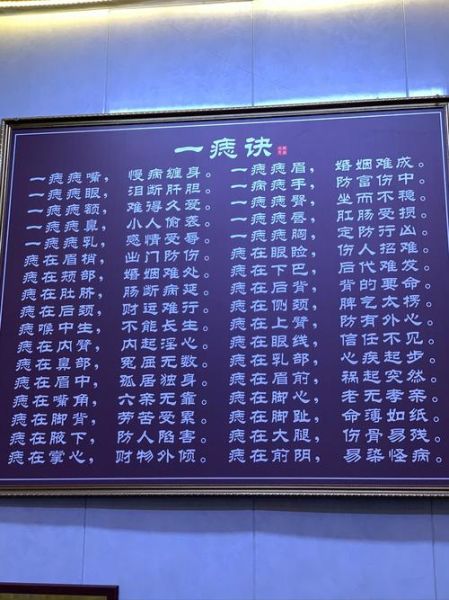 一痣诀
一痣痣嘴，慢病缠身。
一痣痣眼，泪断肝胆。
一痣痣额，难得久爱。
一痣痣鼻，小人偷袭。
一痣痣乳，感情受辱。
痣在眉梢，出门防伤。
痣在颊部，婚姻难处。
痣在肚脐，肠断病延。
痣在后颈，财运难行。
痣喉中生，不能长生。
痣在内臂，内起淫心。
痣在鼻部，冤屈无数。
痣在眉中，孤居独身。
痣在嘴角，六亲无靠。
痣在脚背，劳苦受累。
痣在腋下，防人陷害。
痣在掌心，财物外倾。
一痣痣眉，婚姻难成。
一病痣手，防富伤中。
一痣痣臂，坐而不稳。
一痣痣唇，肛肠受损。
一痣痣胸，定防行凶。
痣在眼睑，伤人招难。
痣在下巴，后代难发。
痣在后背，背的要命。
痣在侧颈，脾气太楞。
痣在上臂，防有外心。
痣在眼线，信任不见。
痣在乳部，心疾起步。
痣在眉前，祸起突然。
痣在脚心，老无孝亲。
痣在脚趾，命薄如纸。
痣在大腿，伤骨易残。
痣在前阴，易染怪病。